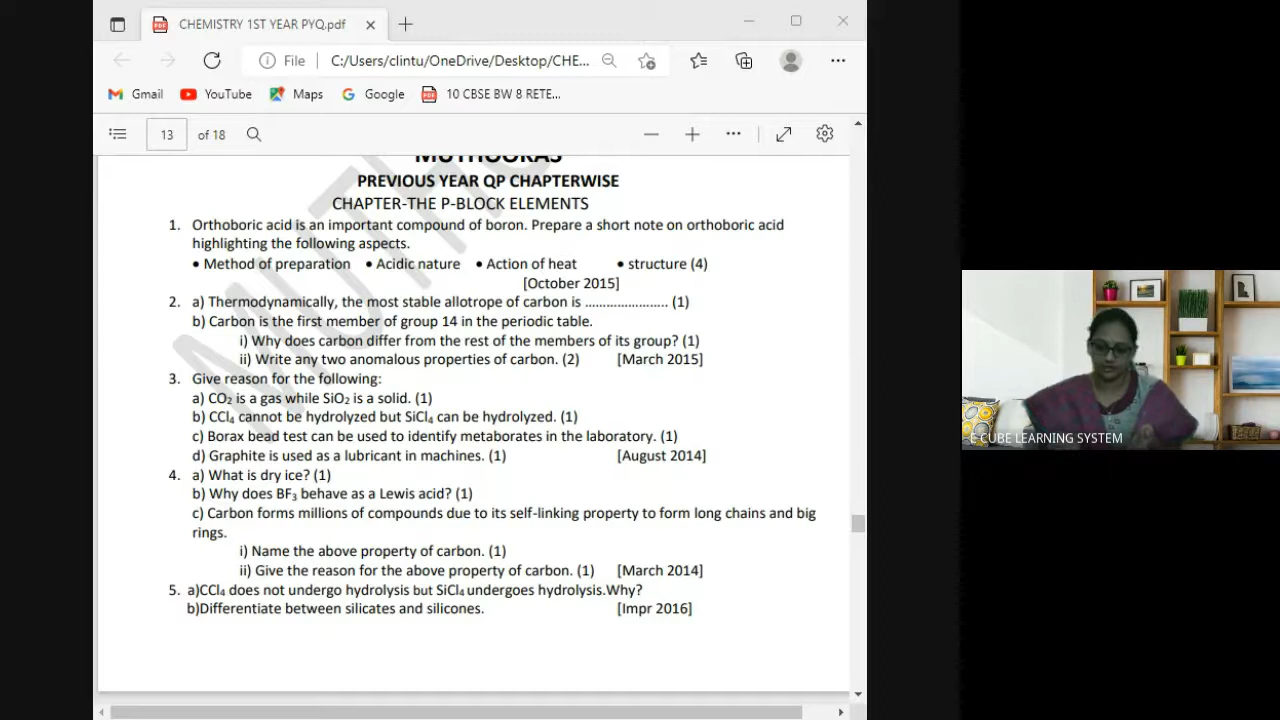 CHEMISTRY 1ST YEAR PYQ.pdf
File C:/Users/clintu/OneDrive/Desktop/CHE...
Gmail YouTube Maps Google 10 CBSE BW 8 RETE...
13 of 18
MUTHOORAS
PREVIOUS YEAR QP CHAPTERWISE
CHAPTER-THE P-BLOCK ELEMENTS
1. Orthoboric acid is an important compound of boron. Prepare a short note on orthoboric acid
highlighting the following aspects.
• Method of preparation • Acidic nature • Action of heat • structure (4)
[October 2015]
2. a) Thermodynamically, the most stable allotrope of carbon is ....................... (1)
b) Carbon is the first member of group 14 in the periodic table.
i) Why does carbon differ from the rest of the members of its group? (1)
ii) Write any two anomalous properties of carbon. (2) [March 2015]
3. Give reason for the following:
a) CO₂ is a gas while SiO₂ is a solid. (1)
b) CCl₄ cannot be hydrolyzed but SiCl₄ can be hydrolyzed. (1)
c) Borax bead test can be used to identify metaborates in the laboratory. (1)
d) Graphite is used as a lubricant in machines. (1) [August 2014]
4. a) What is dry ice? (1)
b) Why does BF₃ behave as a Lewis acid? (1)
c) Carbon forms millions of compounds due to its self-linking property to form long chains and big
rings.
i) Name the above property of carbon. (1)
ii) Give the reason for the above property of carbon. (1) [March 2014]
5. a)CCl₄ does not undergo hydrolysis but SiCl₄ undergoes hydrolysis.Why?
b)Differentiate between silicates and silicones. [Impr 2016]
E CUBE LEARNING SYSTEM